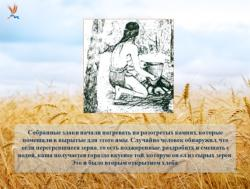 Собранные злаки начали нагревать на разогретых камнях, которые
помещали в вырытые для этого ямы. Случайно человек обнаружил, что
если перегревшиеся зерна, то есть поджаренные, раздробить и смешать с
водой, каша получается гораздо вкуснее той, которую он ел из сырых зерен
Это и было вторым открытием хлеба